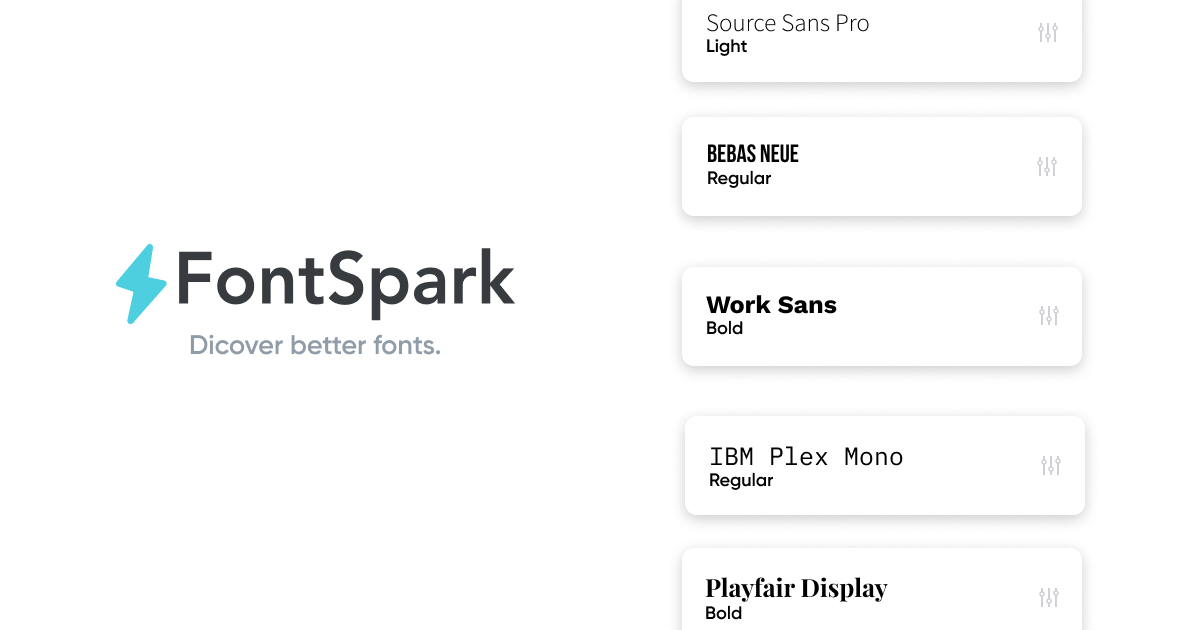 FontSpark
Dicover better fonts.
Source Sans Pro
Light
BEBAS NEUE
Regular
Work Sans
Bold
IBM Plex Mono
Regular
Playfair Display
Bold